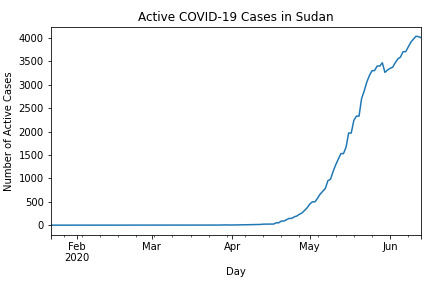 Active COVID-19 Cases in Sudan
4000
3500
3000
2500
2000
1500
1000
500
0
Number of Active Cases
Feb Mar Apr May Jun
2020
Day